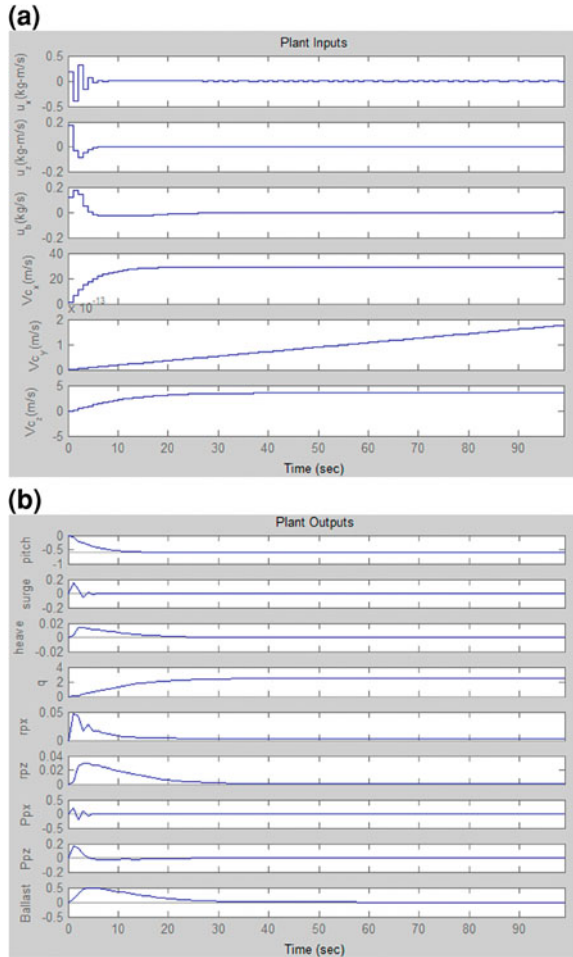 (a)
Plant Inputs
0.5
0
-0.5
u_x(kg-m/s)
0.2
0
-0.2
u_z(kg-m/s)
0.2
0
-0.2
u_b(kg/s)
40
20
0
Vc_x(m/s)
x 10^-13
2
1
0
Vc_y(m/s)
5
0
-5
Vc_z(m/s)
0 10 20 30 40 50 60 70 80 90
Time (sec)
(b)
Plant Outputs
0
-0.5
-1
pitch
0.2
0
-0.2
surge
0.02
0
-0.02
heave
4
2
0
q
0.05
0
rpx
0.04
0.02
0
rpz
0.5
0
-0.5
Ppx
0.2
0
-0.2
Ppz
0.5
0
-0.5
Ballast
0 10 20 30 40 50 60 70 80 90
Time (sec)